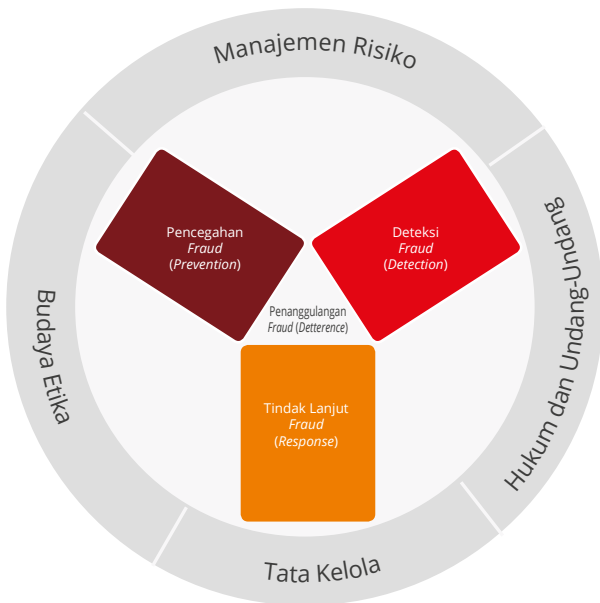 Manajemen Risiko
Pencegahan
Fraud
(Prevention)
Deteksi
Fraud
(Detection)
Penanggulangan
Fraud (Detterence)
Budaya Etika
Hukum dan Undang-Undang
Tindak Lanjut
Fraud
(Response)
Tata Kelola